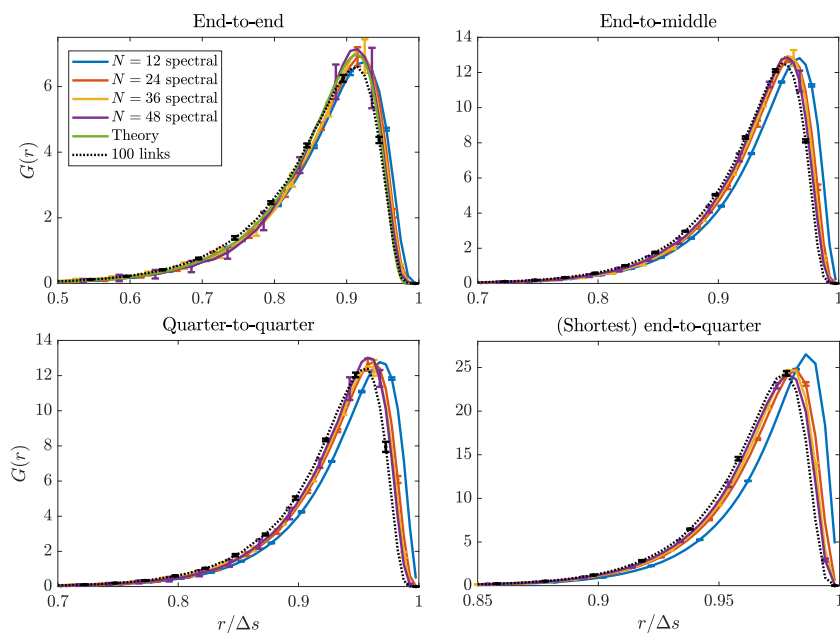 End-to-end
End-to-middle
G(r)
6
4
2
0
N = 12 spectral
N = 24 spectral
N = 36 spectral
N = 48 spectral
Theory
100 links
0.5 0.6 0.7 0.8 0.9 1
14
12
10
8
6
4
2
0
0.7 0.8 0.9 1
Quarter-to-quarter
(Shortest) end-to-quarter
G(r)
14
12
10
8
6
4
2
0
0.7 0.8 0.9 1
r/Δs
25
20
15
10
5
0
0.85 0.9 0.95 1
r/Δs